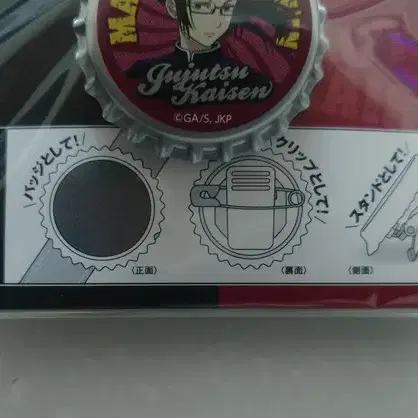 MA
Jujutsu
Kaisen
©GA/S, JKP
バッジとして!
クリップとして!
スタンドとして!
〈正面〉
〈裏面〉
〈側面〉